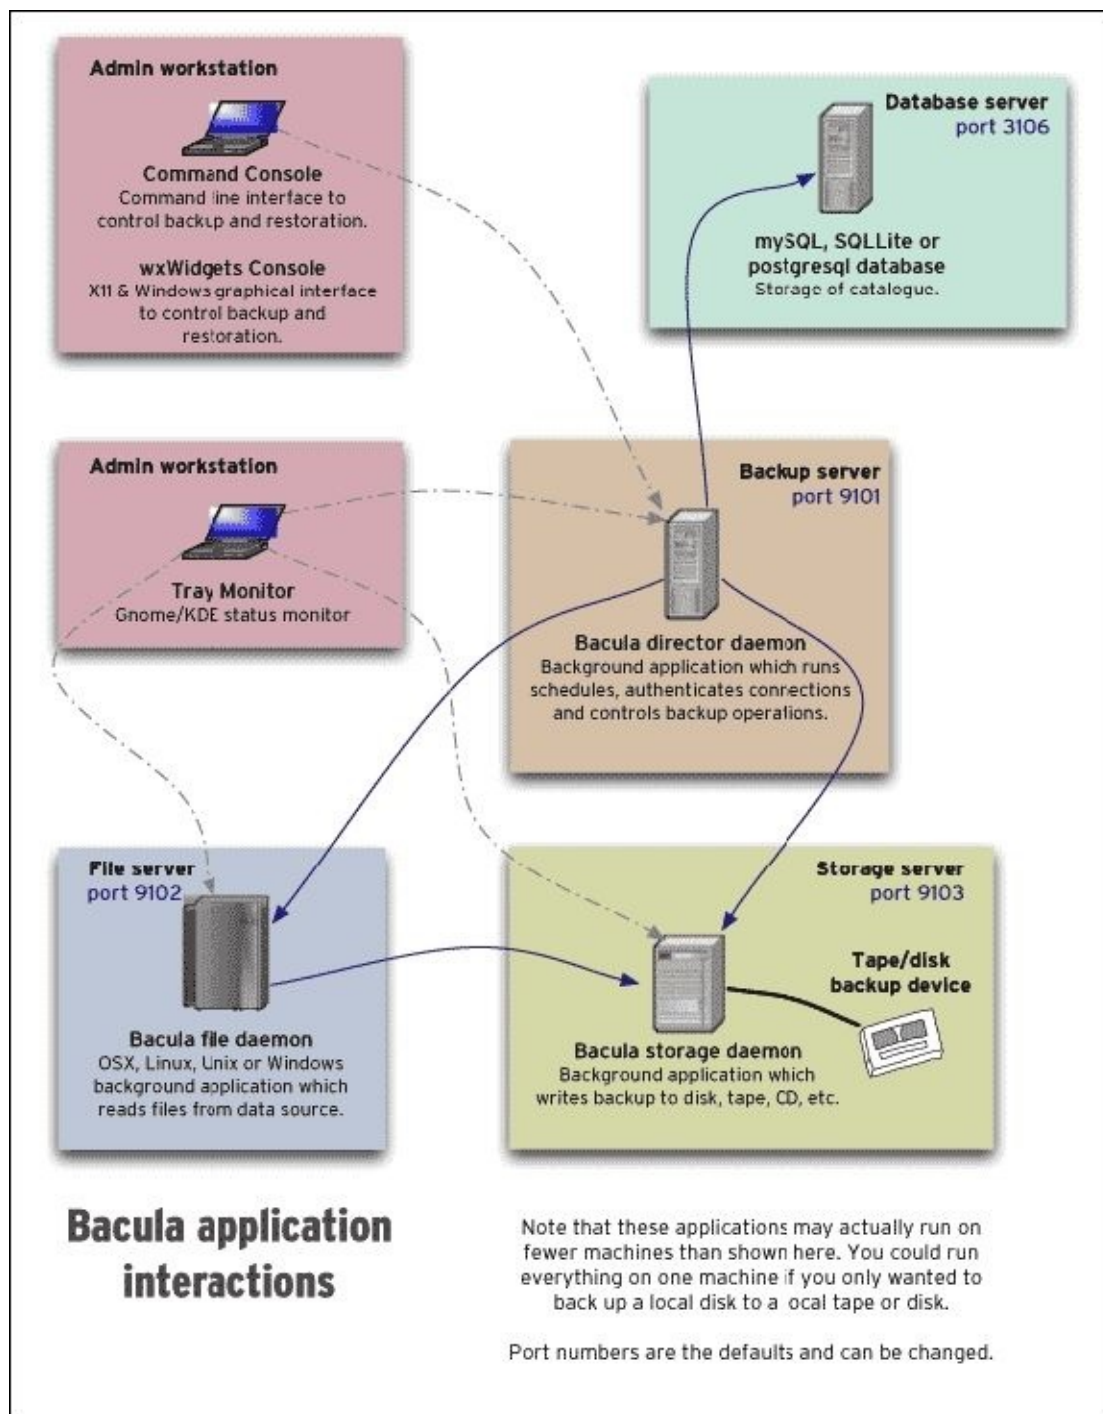 Admin workstation
Command Console
Command line interface to
control backup and restoration.
wxWidgets Console
X11 & Windows graphical interface
to control backup and
restoration.
Database server
port 3106
mySQL, SQLLite or
postgresql database
Storage of catalogue.
Admin workstation
Tray Monitor
Gnome/KDE status monitor
Backup server
port 9101
Bacula director daemon
Background application which runs
schedules, authenticates connections
and controls backup operations.
File server
port 9102
Bacula file daemon
OSX, Linux, Unix or Windows
background application which
reads files from data source.
Storage server
port 9103
Tape/disk
backup device
Bacula storage daemon
Background application which
writes backup to disk, tape, CD, etc.
Bacula application
interactions
Note that these applications may actually run on
fewer machines than shown here. You could run
everything on one machine if you only wanted to
back up a local disk to a ocal tape or disk.
Port numbers are the defaults and can be changed.